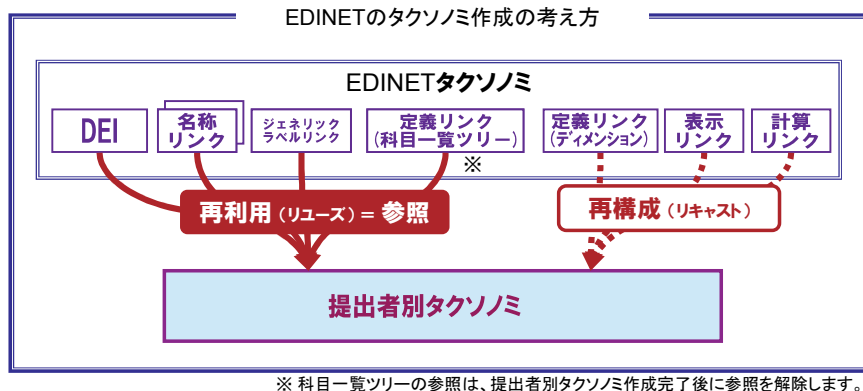 EDINETのタクソノミ作成の考え方
EDINETタクソノミ
DEI
名称
リンク
ジェネリック
ラベルリンク
定義リンク
(科目一覧ツリー)
定義リンク
(ディメンション)
表示
リンク
計算
リンク
※
再利用(リユーズ)=参照
再構成(リキャスト)
提出者別タクソノミ
※ 科目一覧ツリーの参照は、提出者別タクソノミ作成完了後に参照を解除します。